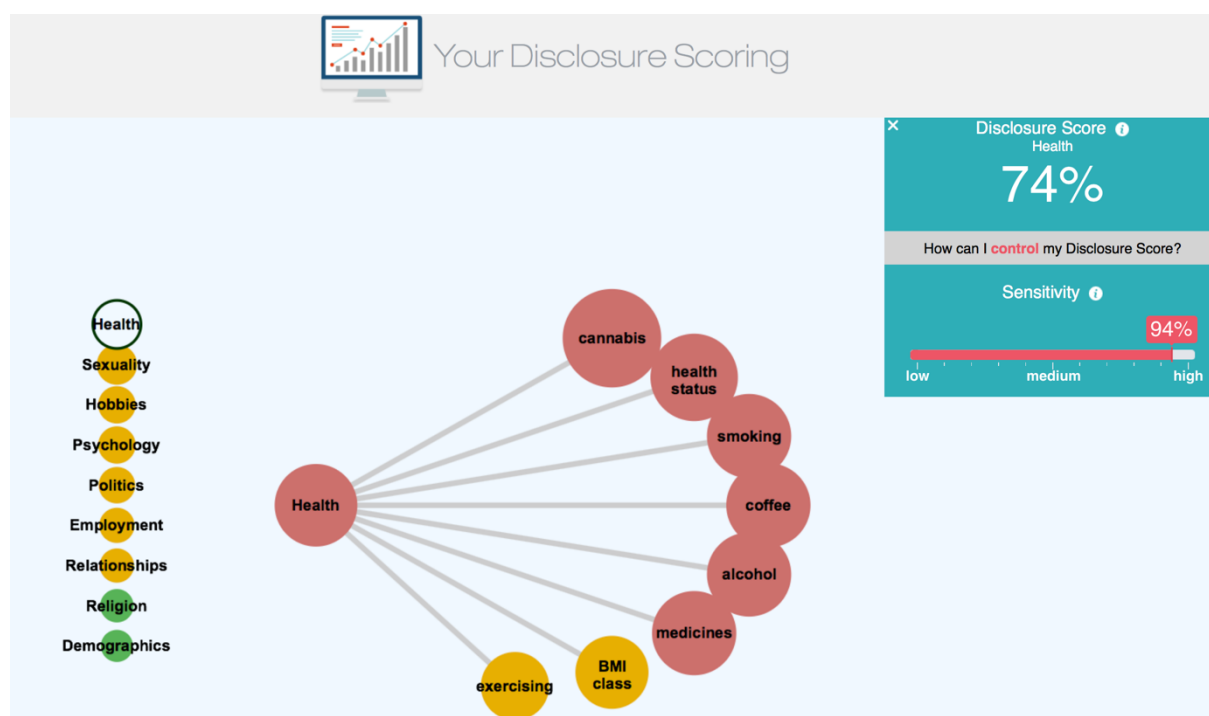 Your Disclosure Scoring
×
Disclosure Score i
Health
74%
How can I control my Disclosure Score?
Sensitivity i
94%
low medium high
Health
Sexuality
Hobbies
Psychology
Politics
Employment
Relationships
Religion
Demographics
Health
cannabis
health
status
smoking
coffee
alcohol
medicines
BMI
class
exercising